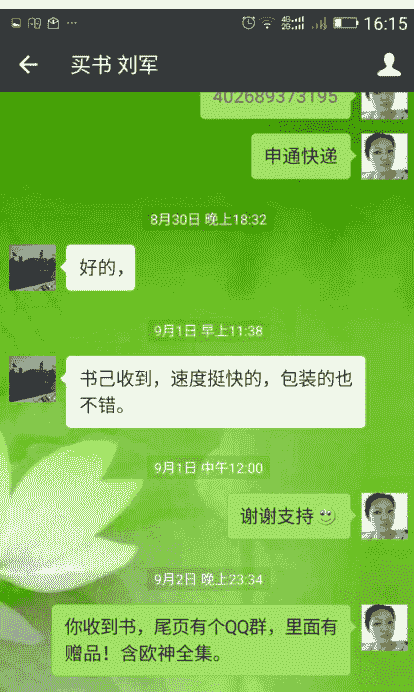 16:15
买书 刘军
402689373195
申通快递
8月30日 晚上18:32
好的，
9月1日 早上11:38
书己收到，速度挺快的，包装的也
不错。
9月1日 中午12:00
谢谢支持
9月2日 晚上23:34
你收到书，尾页有个QQ群，里面有
赠品！含欧神全集。